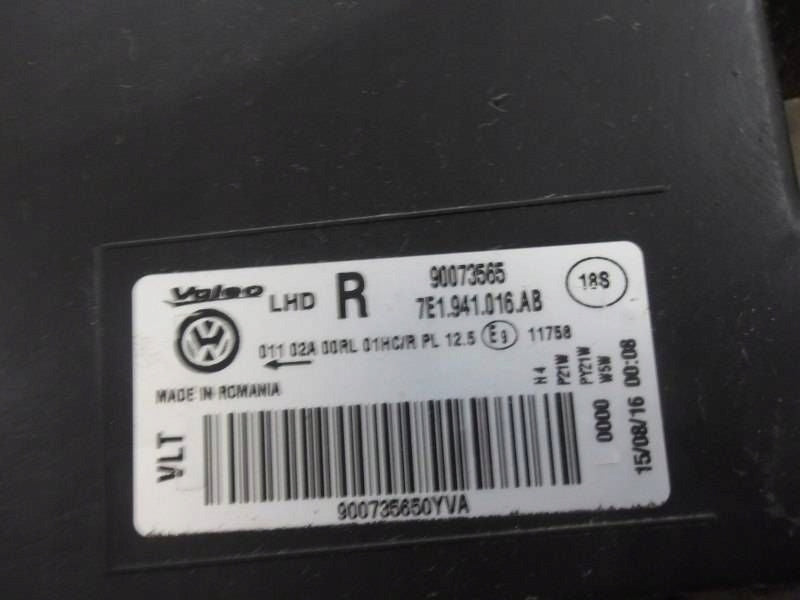 Valeo LHD R 90073565
7E1.941.016.AB
18S
011 02A 00RL 01HC/R PL 12.5 E9 11758
MADE IN ROMANIA
VLT
H4
P21W
PY21W
W5W
0000
15/08/16 00:08
900735650YVA